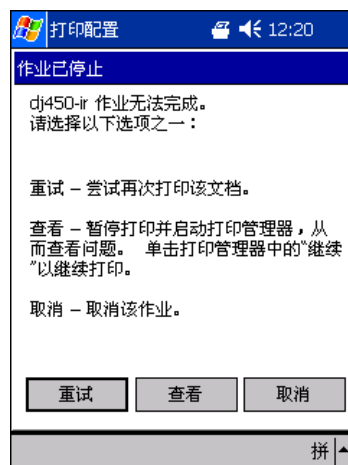 打印配置 12:20
作业已停止
dj450-ir 作业无法完成。
请选择以下选项之一：
重试 – 尝试再次打印该文档。
查看 – 暂停打印并启动打印管理器，从
而查看问题。 单击打印管理器中的“继续
”以继续打印。
取消 – 取消该作业。
重试 查看 取消
拼